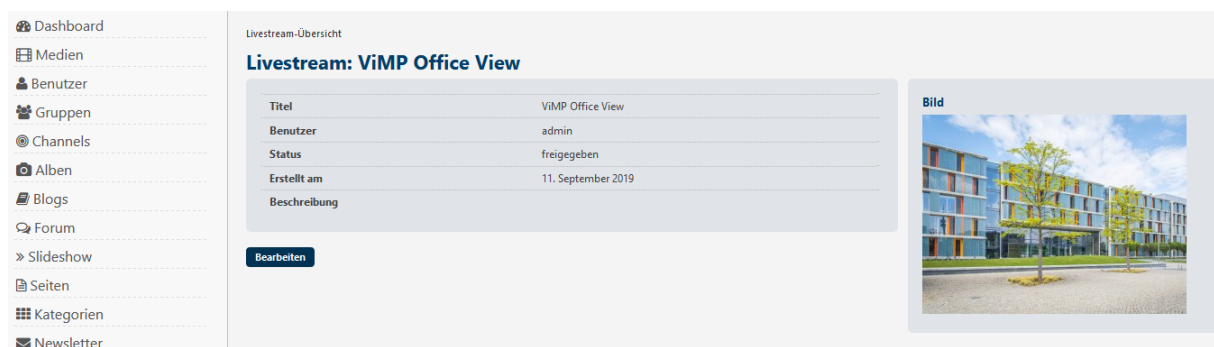 Dashboard
Medien
Benutzer
Gruppen
Channels
Alben
Blogs
Forum
» Slideshow
Seiten
Kategorien
Newsletter
Livestream-Übersicht
Livestream: ViMP Office View
Titel ViMP Office View
Benutzer admin
Status freigegeben
Erstellt am 11. September 2019
Beschreibung
Bearbeiten
Bild